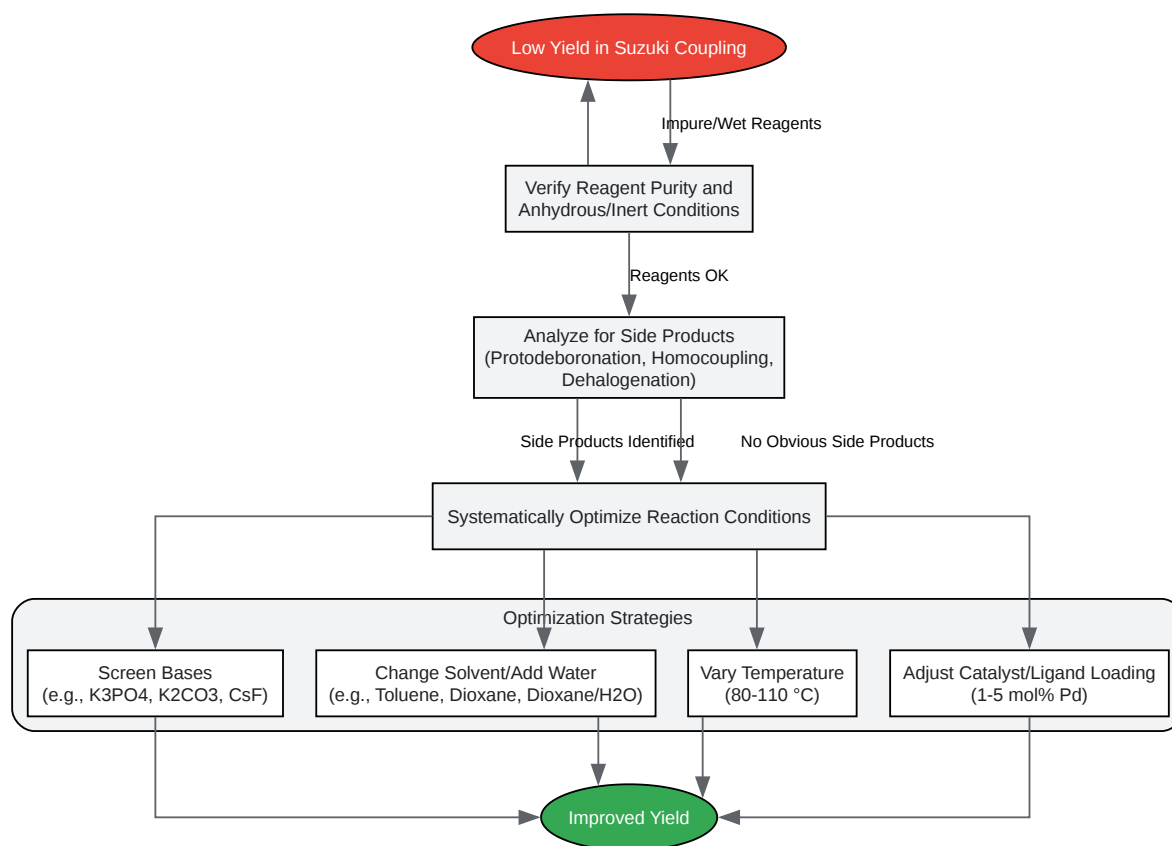 Low Yield in Suzuki Coupling
Impure/Wet Reagents
Verify Reagent Purity and
Anhydrous/Inert Conditions
Reagents OK
Analyze for Side Products
(Protodeboronation, Homocoupling,
Dehalogenation)
Side Products Identified
No Obvious Side Products
Systematically Optimize Reaction Conditions
Optimization Strategies
Screen Bases
(e.g., K3PO4, K2CO3, CsF)
Change Solvent/Add Water
(e.g., Toluene, Dioxane, Dioxane/H2O)
Vary Temperature
(80-110 °C)
Adjust Catalyst/Ligand Loading
(1-5 mol% Pd)
Improved Yield